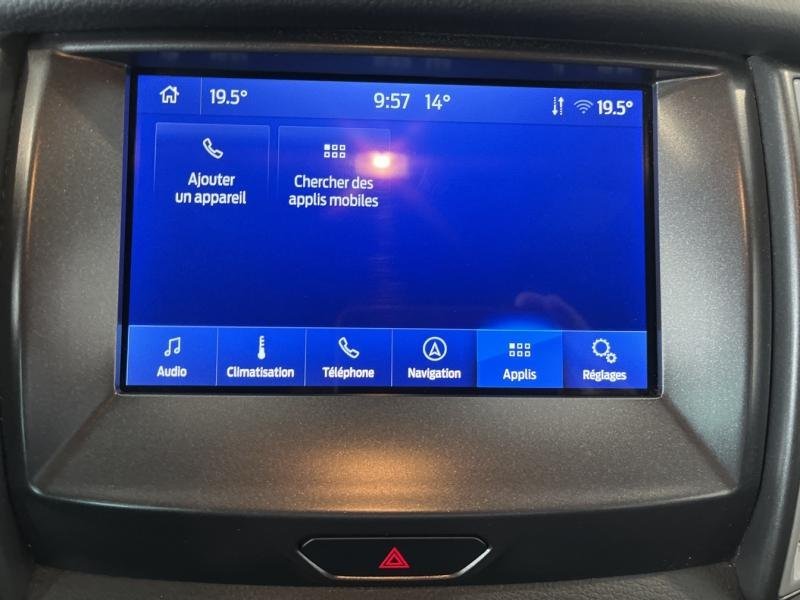 19.5°
9:57 14°
19.5°
Ajouter
un appareil
Chercher des
applis mobiles
Audio
Climatisation
Téléphone
Navigation
Applis
Réglages